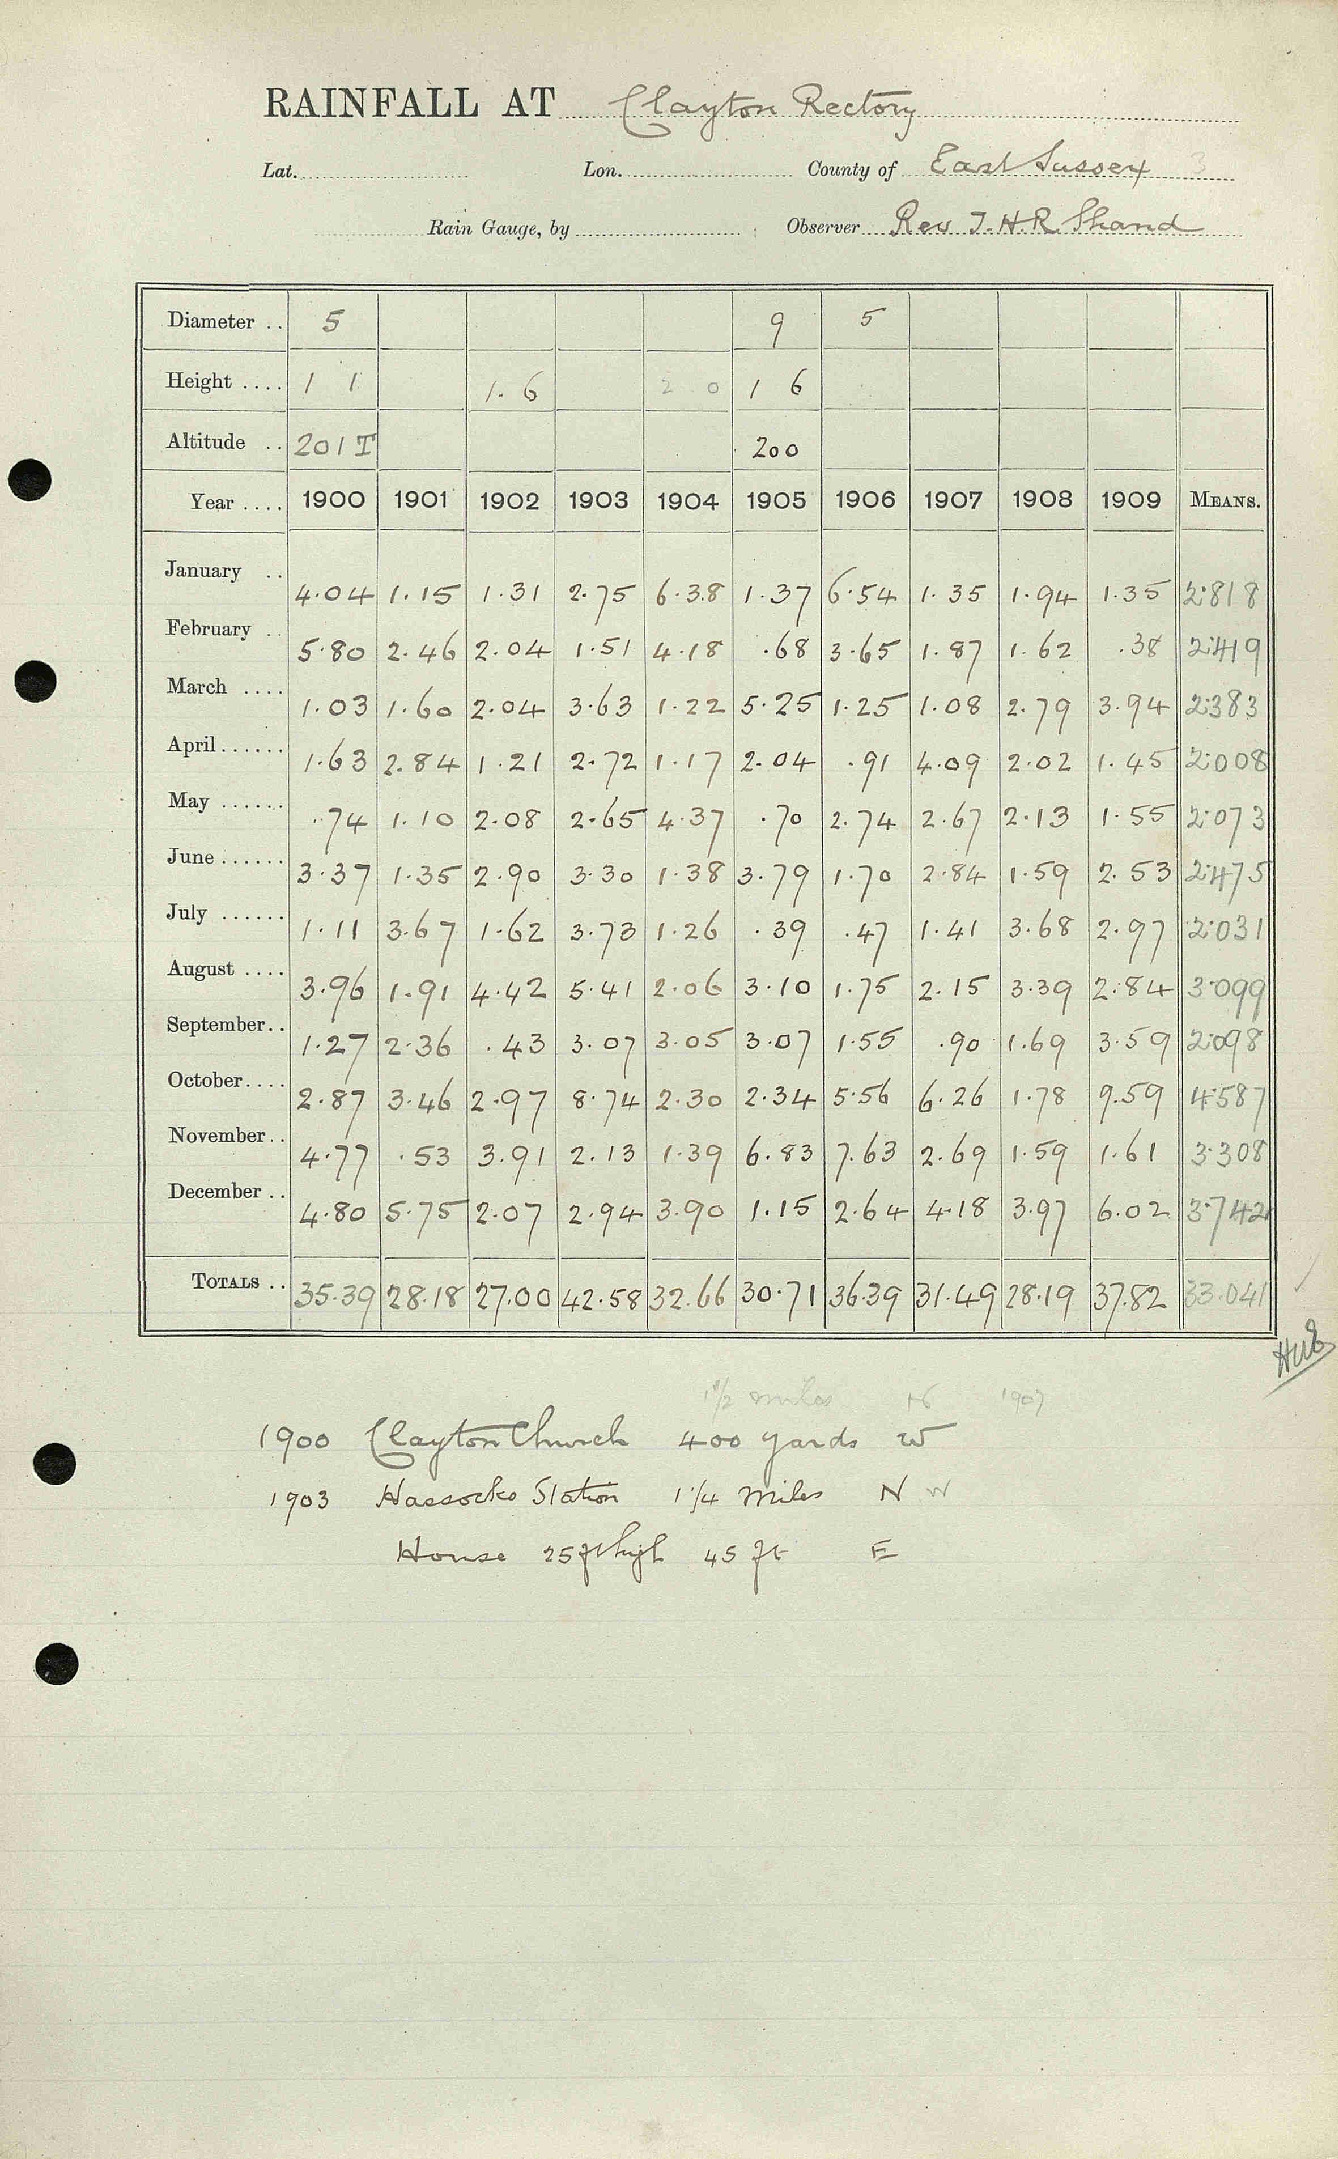 RAINFALL AT Clayton Rectory
Lat. Lon. County of East Sussex 3
Rain Gauge, by Observer Rev J.H.R. Shand
Diameter .. 5 9 5
Height .... 1 1 1.6 2 0 1 6
Altitude .. 201 T 200
Year .... 1900 1901 1902 1903 1904 1905 1906 1907 1908 1909 MEANS.
January .. 4.04 1.15 1.31 2.75 6.38 1.37 6.54 1.35 1.94 1.35 2.818
February .. 5.80 2.46 2.04 1.51 4.18 .68 3.65 1.87 1.62 .38 2.419
March .... 1.03 1.60 2.04 3.63 1.22 5.25 1.25 1.08 2.79 3.94 2.383
April ...... 1.63 2.84 1.21 2.72 1.17 2.04 .91 4.09 2.02 1.45 2.008
May ...... .74 1.10 2.08 2.65 4.37 .70 2.74 2.67 2.13 1.55 2.073
June ...... 3.37 1.35 2.90 3.30 1.38 3.79 1.70 2.84 1.59 2.53 2.475
July ...... 1.11 3.67 1.62 3.73 1.26 .39 .47 1.41 3.68 2.97 2.031
August .... 3.96 1.91 4.42 5.41 2.06 3.10 1.75 2.15 3.39 2.84 3.099
September.. 1.27 2.36 .43 3.07 3.05 3.07 1.55 .90 1.69 3.59 2.098
October.... 2.87 3.46 2.97 8.74 2.30 2.34 5.56 6.26 1.78 9.59 4.587
November.. 4.77 .53 3.91 2.13 1.39 6.83 7.63 2.69 1.59 1.61 3.308
December .. 4.80 5.75 2.07 2.94 3.90 1.15 2.64 4.18 3.97 6.02 3.742
TOTALS .. 35.39 28.18 27.00 42.58 32.66 30.71 36.39 31.49 28.19 37.82 33.041
1½ miles N 1907
1900 Clayton Church 400 yards W
1903 Hassocks Station 1¼ miles N W
House 25ft high 45 ft E